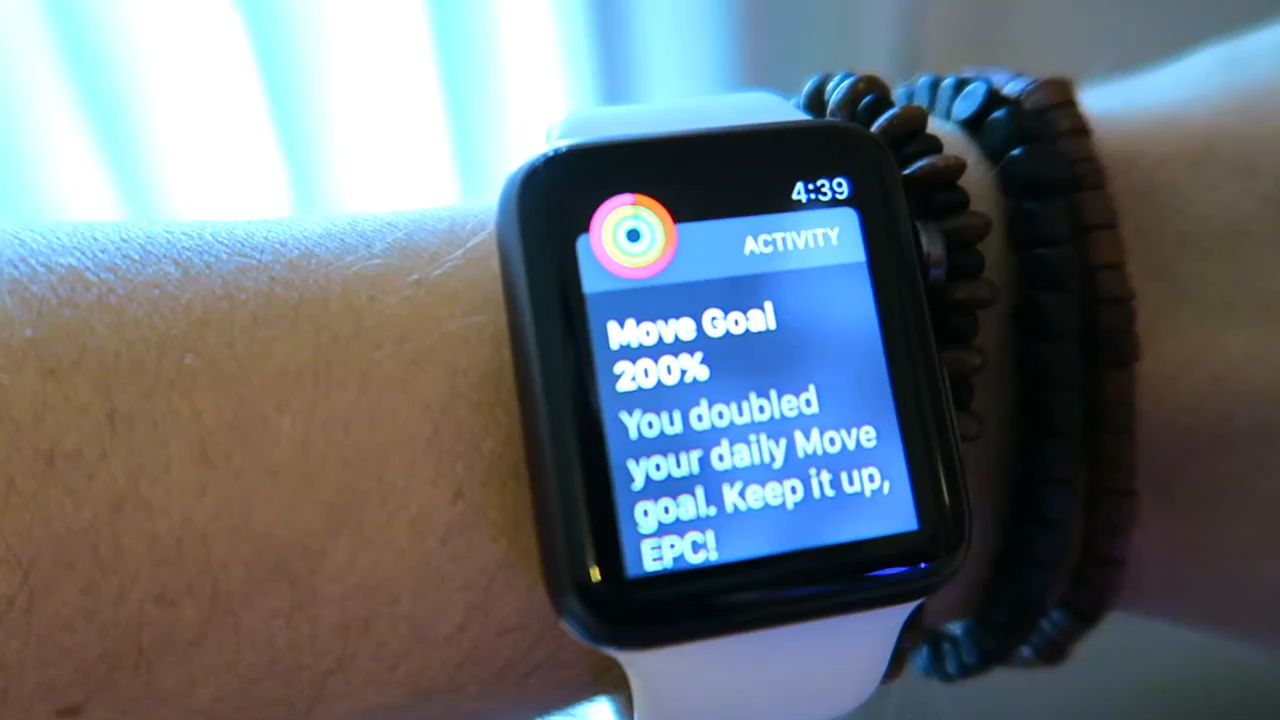 4:39
ACTIVITY
Move Goal
200%
You doubled
your daily Move
goal. Keep it up,
EPC!